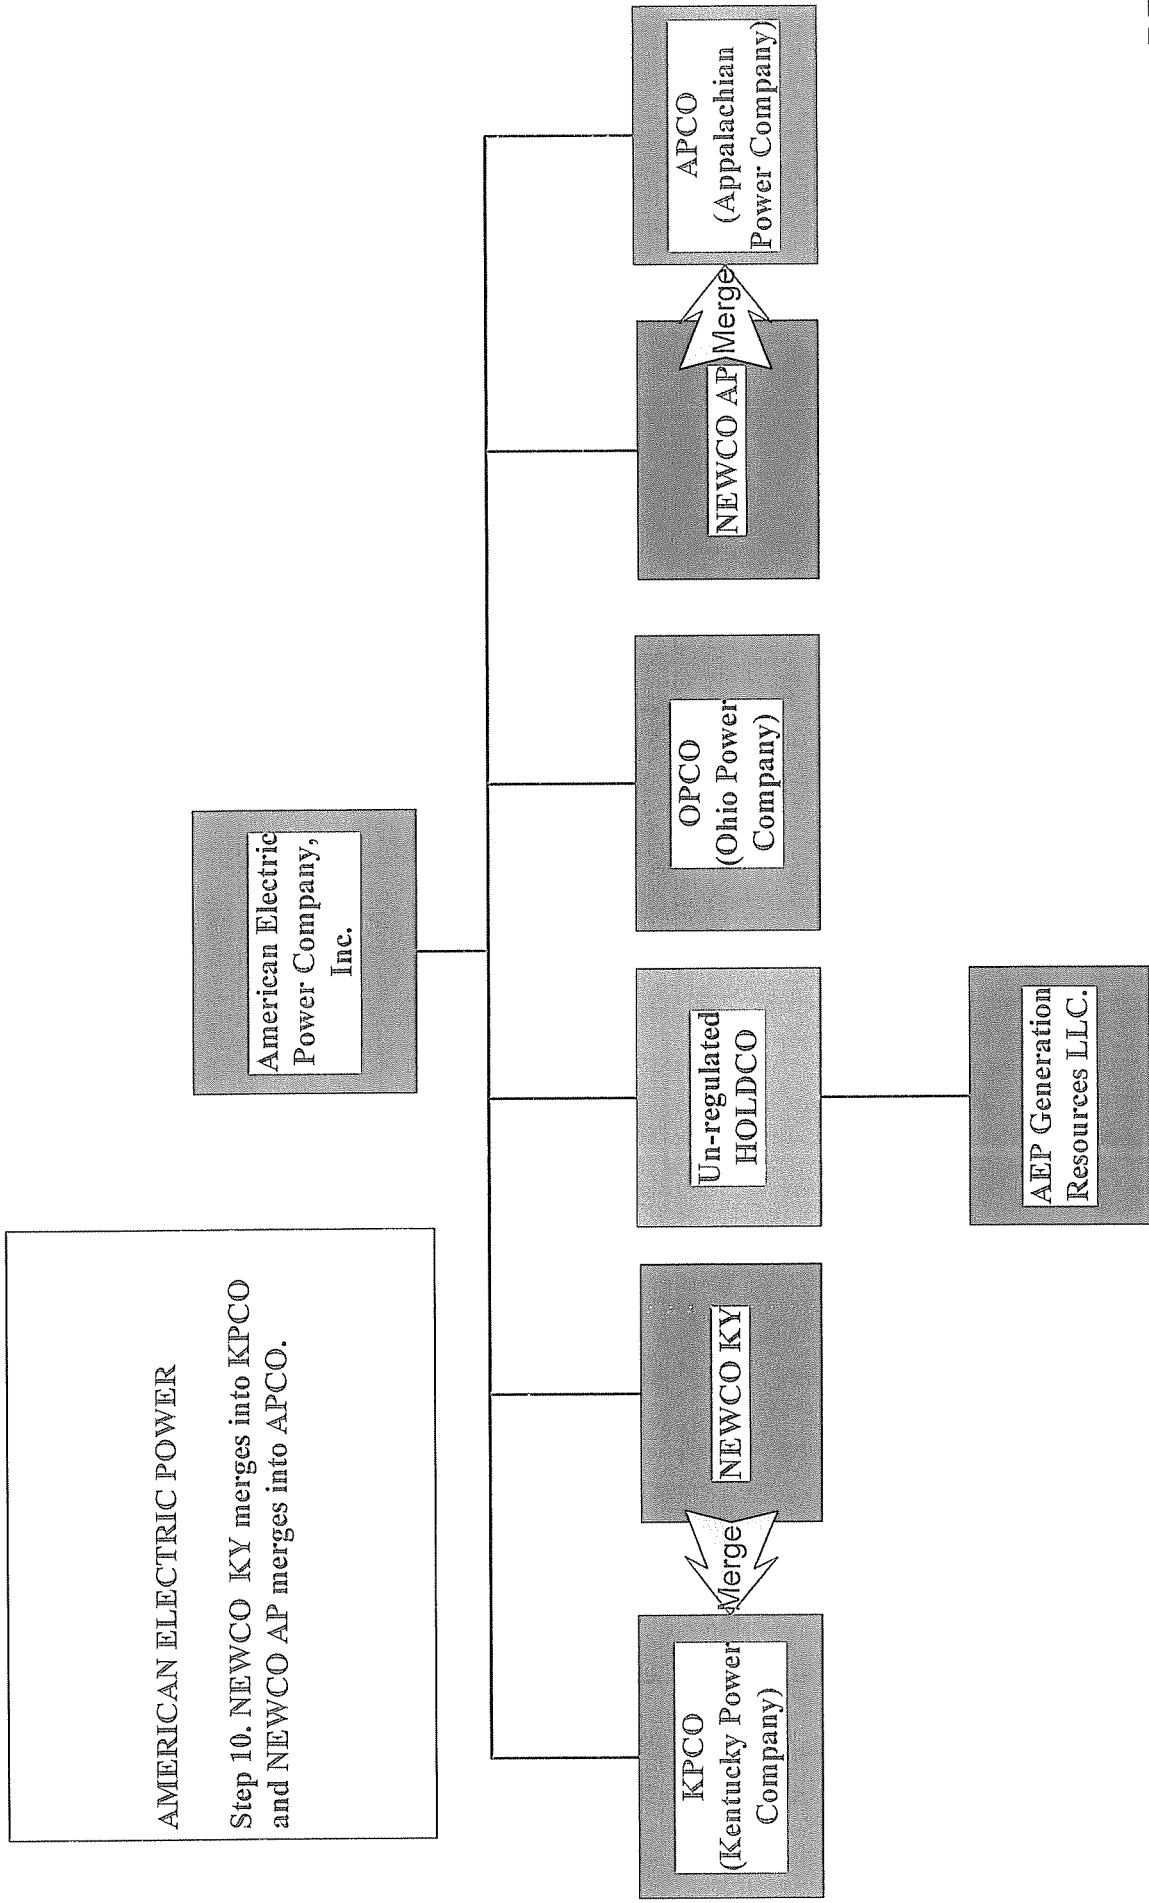 AMERICAN ELECTRIC POWER
Step 10. NEWCO KY merges into KPCO
and NEWCO AP merges into APCO.
American Electric
Power Company,
Inc.
KPCO
(Kentucky Power
Company)
Merge
NEWCO KY
Un-regulated
HOLDCO
OPCO
(Ohio Power
Company)
NEWCO AP
Merge
APCO
(Appalachian
Power Company)
AEP Generation
Resources LLC.